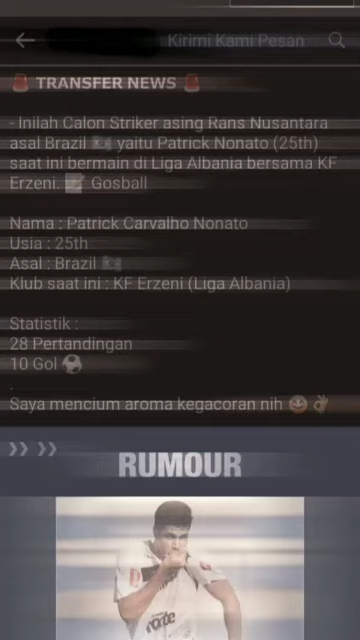 Kirimi Kami Pesan
🚨 TRANSFER NEWS 🚨
- Inilah Calon Striker asing Rans Nusantara
asal Brazil 🇧🇷 yaitu Patrick Nonato (25th)
saat ini bermain di Liga Albania bersama KF
Erzeni. 📝 Gosball
Nama : Patrick Carvalho Nonato
Usia : 25th
Asal : Brazil 🇧🇷
Klub saat ini : KF Erzeni (Liga Albania)
Statistik :
28 Pertandingan
10 Gol ⚽
.
Saya mencium aroma kegacoran nih 😍👌
RUMOUR